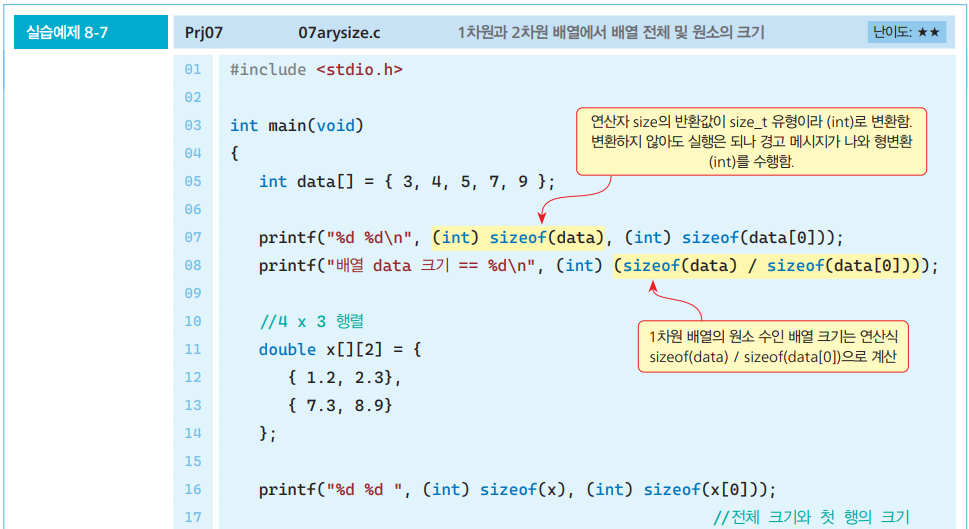 실습예제 8-7 Prj07 07arysize.c 1차원과 2차원 배열에서 배열 전체 및 원소의 크기 난이도: ★★
01 #include <stdio.h>
02
03 int main(void)
연산자 size의 반환값이 size_t 유형이라 (int)로 변환함.
변환하지 않아도 실행은 되나 경고 메시지가 나와 형변환
(int)를 수행함.
04 {
05 int data[] = { 3, 4, 5, 7, 9 };
06
07 printf("%d %d\n", (int) sizeof(data), (int) sizeof(data[0]));
08 printf("배열 data 크기 == %d\n", (int) (sizeof(data) / sizeof(data[0])));
09
10 //4 x 3 행렬
1차원 배열의 원소 수인 배열 크기는 연산식
sizeof(data) / sizeof(data[0])으로 계산
11 double x[][2] = {
12 { 1.2, 2.3},
13 { 7.3, 8.9}
14 };
15
16 printf("%d %d ", (int) sizeof(x), (int) sizeof(x[0]));
17 //전체 크기와 첫 행의 크기